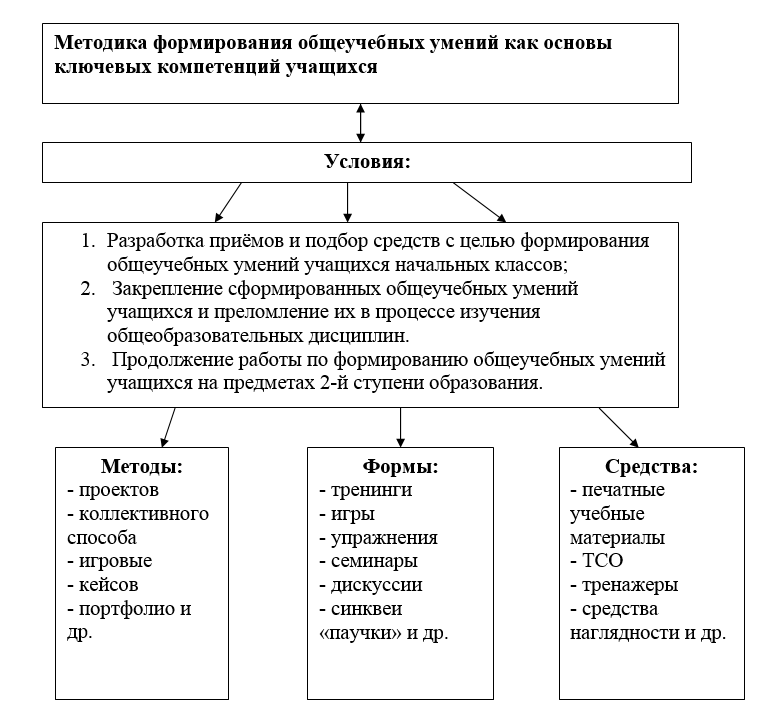 Методика формирования общеучебных умений как основы
ключевых компетенций учащихся
Условия:
1. Разработка приёмов и подбор средств с целью формирования
общеучебных умений учащихся начальных классов;
2. Закрепление сформированных общеучебных умений
учащихся и преломление их в процессе изучения
общеобразовательных дисциплин.
3. Продолжение работы по формированию общеучебных умений
учащихся на предметах 2-й ступени образования.
Методы:
- проектов
- коллективного
способа
- игровые
- кейсов
- портфолио и
др.
Формы:
- тренинги
- игры
- упражнения
- семинары
- дискуссии
- синквеи
«паучки» и др.
Средства:
- печатные
учебные
материалы
- ТСО
- тренажеры
- средства
наглядности и др.